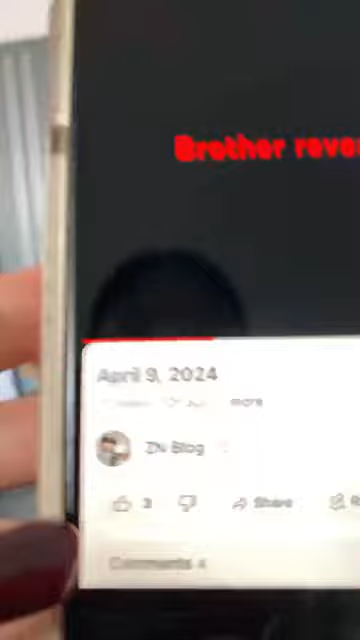 Brother reve
April 9, 2024
more
ZN Blog
3 Share R
Comments 4